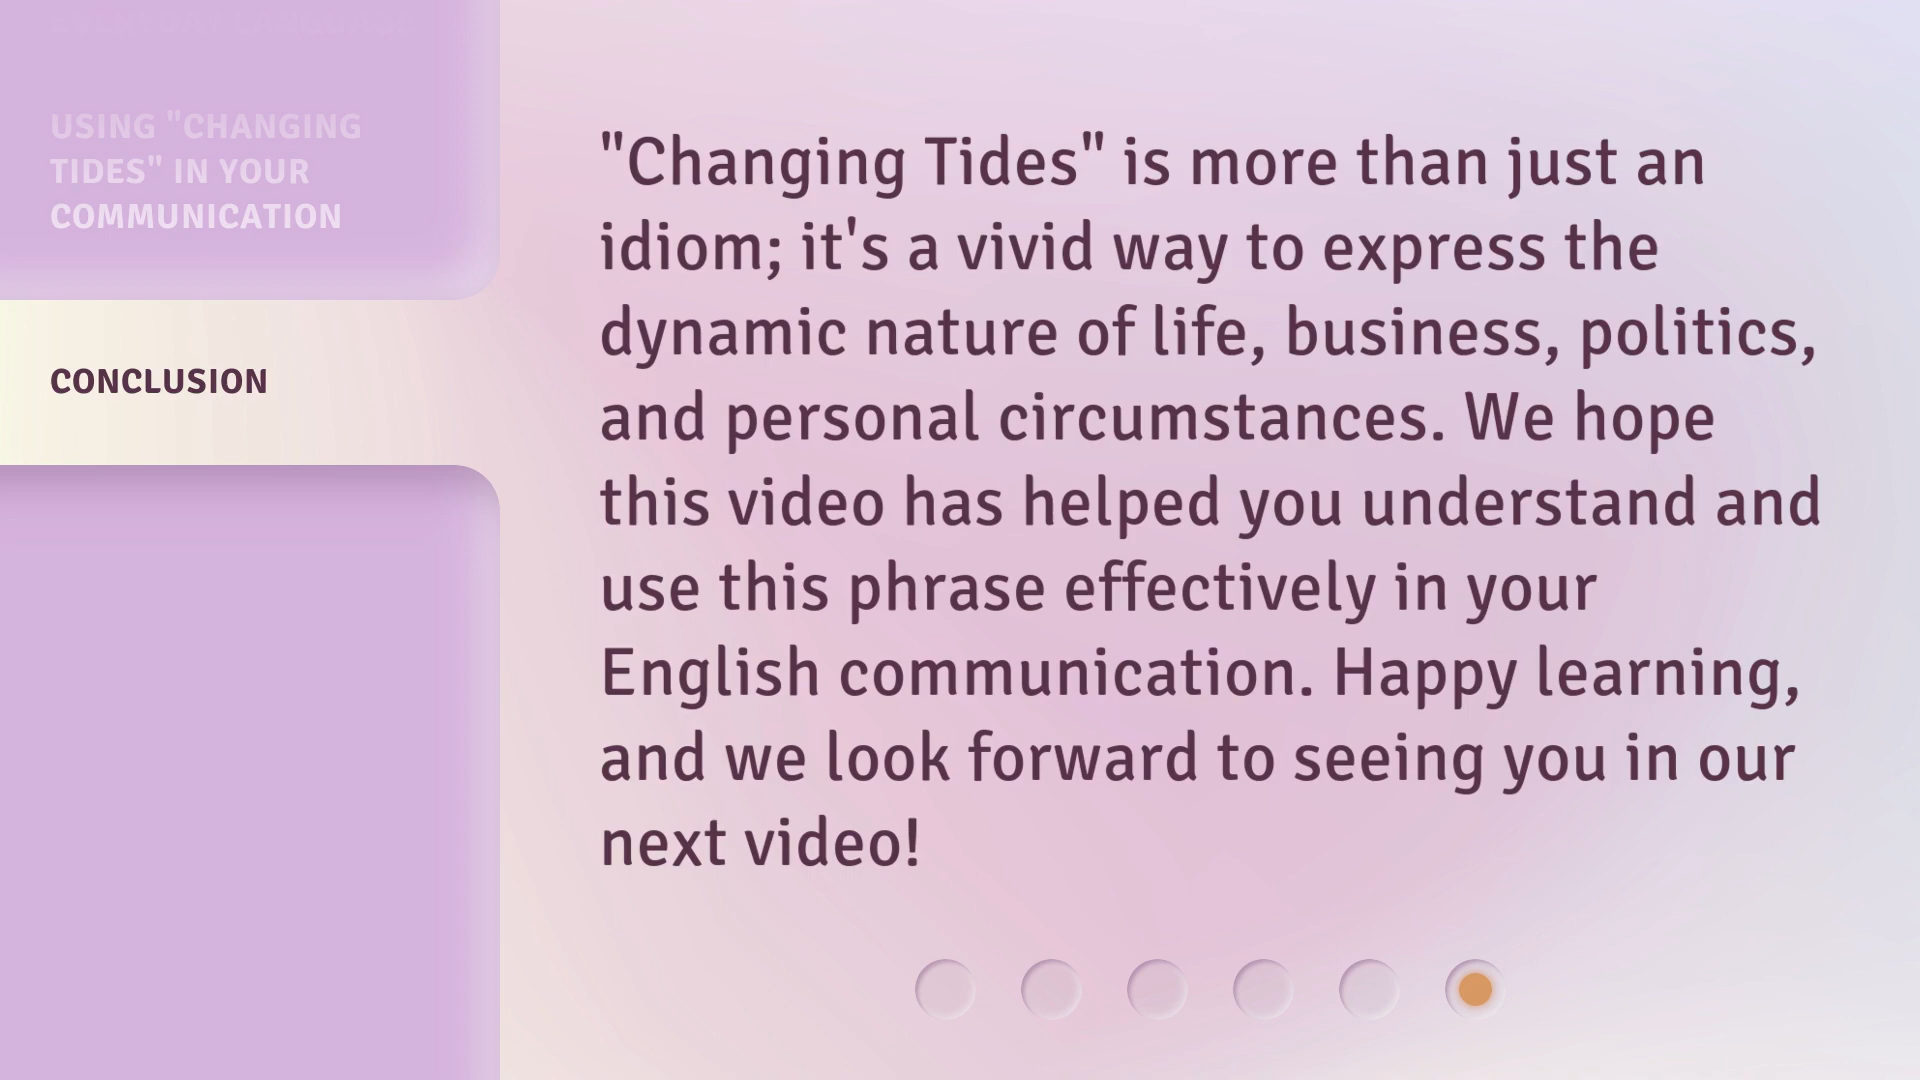 EVERYDAY LANGUAGE
USING "CHANGING
TIDES" IN YOUR
COMMUNICATION
CONCLUSION
"Changing Tides" is more than just an
idiom; it's a vivid way to express the
dynamic nature of life, business, politics,
and personal circumstances. We hope
this video has helped you understand and
use this phrase effectively in your
English communication. Happy learning,
and we look forward to seeing you in our
next video!